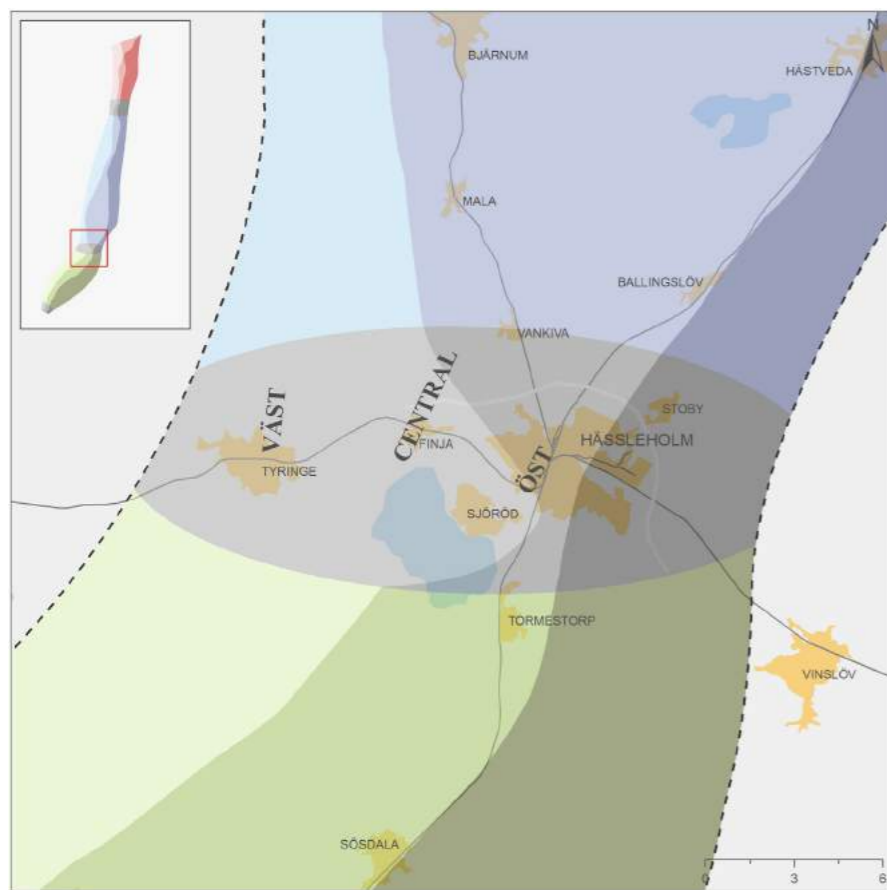 BJÄRNUM
N
HÄSTVEDA
MALA
BALLINGSLÖV
VANKIVA
VÄST
CENTRAL
ÖST
STOBY
FINJA
HÄSSLEHOLM
TYRINGE
SJÖRÖD
TORMESTORP
VINSLÖV
SÖSDALA
0 3 6